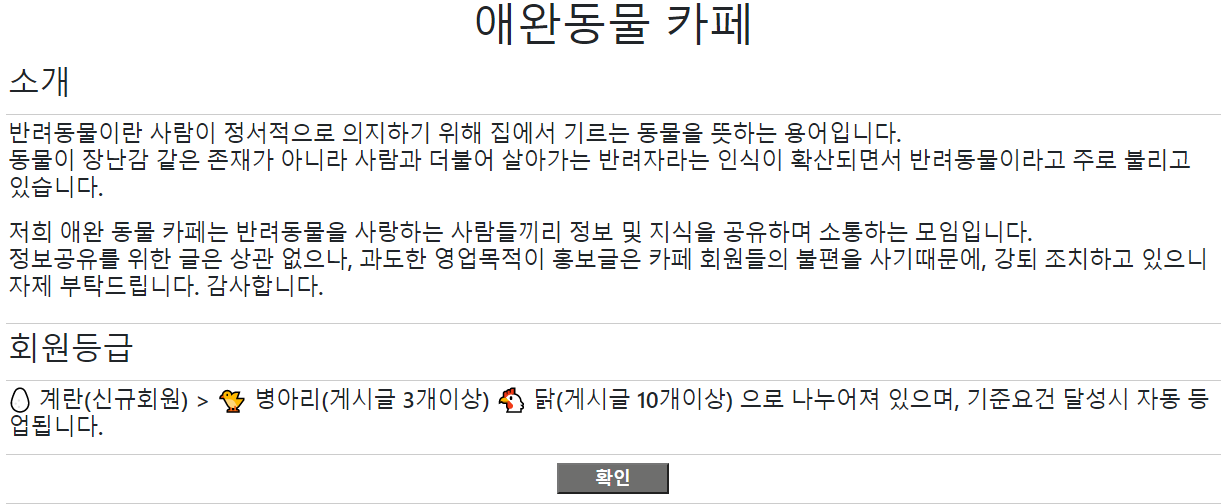 애완동물 카페
소개
반려동물이란 사람이 정서적으로 의지하기 위해 집에서 기르는 동물을 뜻하는 용어입니다.
동물이 장난감 같은 존재가 아니라 사람과 더불어 살아가는 반려자라는 인식이 확산되면서 반려동물이라고 주로 불리고
있습니다.
저희 애완 동물 카페는 반려동물을 사랑하는 사람들끼리 정보 및 지식을 공유하며 소통하는 모임입니다.
정보공유를 위한 글은 상관 없으나, 과도한 영업목적이 홍보글은 카페 회원들의 불편을 사기때문에, 강퇴 조치하고 있으니
자제 부탁드립니다. 감사합니다.
회원등급
계란(신규회원) > 병아리(게시글 3개이상) 닭(게시글 10개이상) 으로 나누어져 있으며, 기준요건 달성시 자동 등
업됩니다.
확인